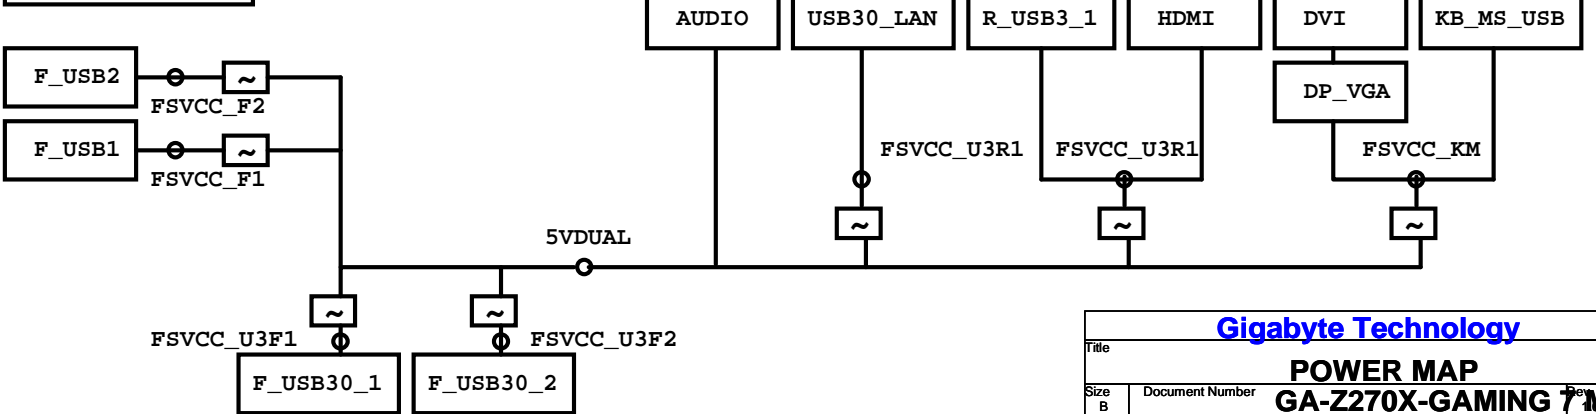 AUDIO USB30_LAN R_USB3_1 HDMI DVI KB_MS_USB
F_USB2
FSVCC_F2
DP_VGA
F_USB1
FSVCC_F1
FSVCC_U3R1 FSVCC_U3R1 FSVCC_KM
5VDUAL
FSVCC_U3F1 FSVCC_U3F2
F_USB30_1 F_USB30_2
Gigabyte Technology
Title
POWER MAP
Size Document Number
B GA-Z270X-GAMING 7